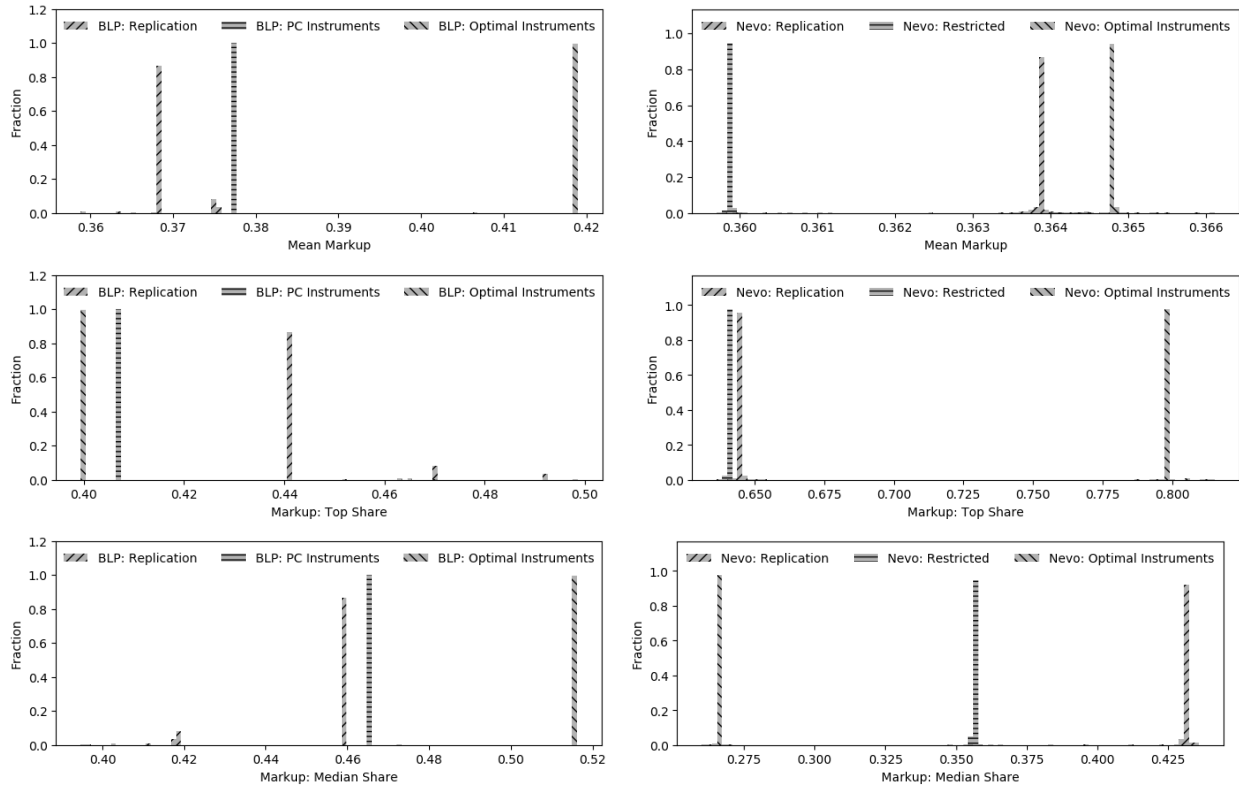 BLP: Replication BLP: PC Instruments BLP: Optimal Instruments
1.2
1.0
0.8
0.6
0.4
0.2
0.0
Fraction
0.36 0.37 0.38 0.39 0.40 0.41 0.42
Mean Markup
Nevo: Replication Nevo: Restricted Nevo: Optimal Instruments
1.0
0.8
0.6
0.4
0.2
0.0
Fraction
0.360 0.361 0.362 0.363 0.364 0.365 0.366
Mean Markup
BLP: Replication BLP: PC Instruments BLP: Optimal Instruments
1.2
1.0
0.8
0.6
0.4
0.2
0.0
Fraction
0.40 0.42 0.44 0.46 0.48 0.50
Markup: Top Share
Nevo: Replication Nevo: Restricted Nevo: Optimal Instruments
1.0
0.8
0.6
0.4
0.2
0.0
Fraction
0.650 0.675 0.700 0.725 0.750 0.775 0.800
Markup: Top Share
BLP: Replication BLP: PC Instruments BLP: Optimal Instruments
1.2
1.0
0.8
0.6
0.4
0.2
0.0
Fraction
0.40 0.42 0.44 0.46 0.48 0.50 0.52
Markup: Median Share
Nevo: Replication Nevo: Restricted Nevo: Optimal Instruments
1.0
0.8
0.6
0.4
0.2
0.0
Fraction
0.275 0.300 0.325 0.350 0.375 0.400 0.425
Markup: Median Share